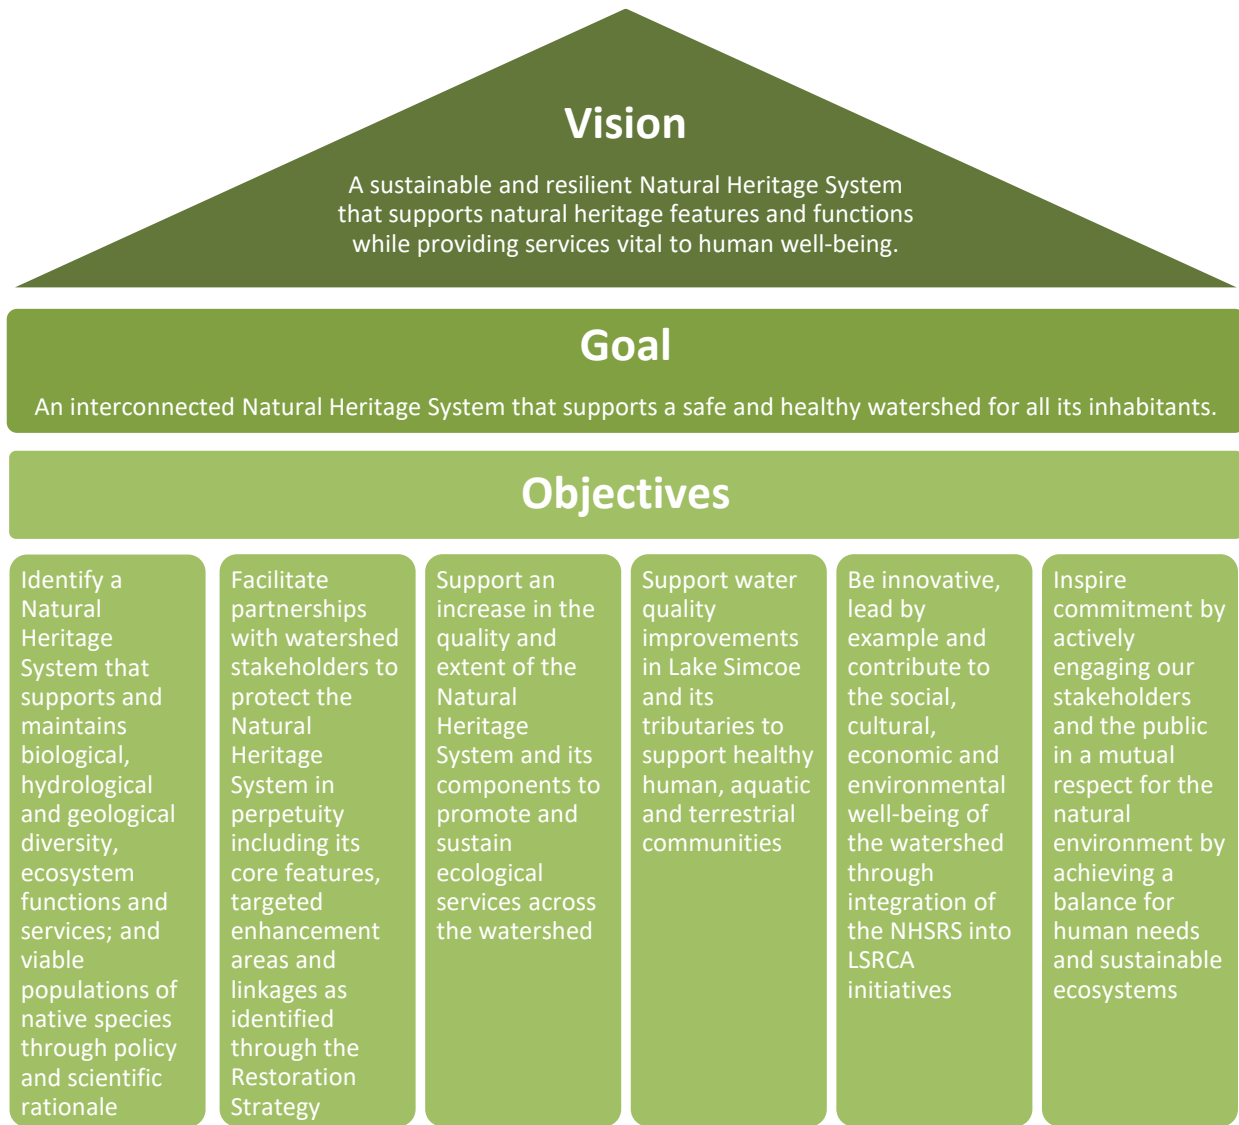 Vision
A sustainable and resilient Natural Heritage System
that supports natural heritage features and functions
while providing services vital to human well-being.
Goal
An interconnected Natural Heritage System that supports a safe and healthy watershed for all its inhabitants.
Objectives
Identify a
Natural
Heritage
System that
supports and
maintains
biological,
hydrological
and geological
diversity,
ecosystem
functions and
services; and
viable
populations of
native species
through policy
and scientific
rationale
Facilitate
partnerships
with watershed
stakeholders to
protect the
Natural
Heritage
System in
perpetuity
including its
core features,
targeted
enhancement
areas and
linkages as
identified
through the
Restoration
Strategy
Support an
increase in the
quality and
extent of the
Natural
Heritage
System and its
components to
promote and
sustain
ecological
services across
the watershed
Support water
quality
improvements
in Lake Simcoe
and its
tributaries to
support healthy
human, aquatic
and terrestrial
communities
Be innovative,
lead by
example and
contribute to
the social,
cultural,
economic and
environmental
well-being of
the watershed
through
integration of
the NHSRS into
LSRCA
initiatives
Inspire
commitment by
actively
engaging our
stakeholders
and the public
in a mutual
respect for the
natural
environment by
achieving a
balance for
human needs
and sustainable
ecosystems